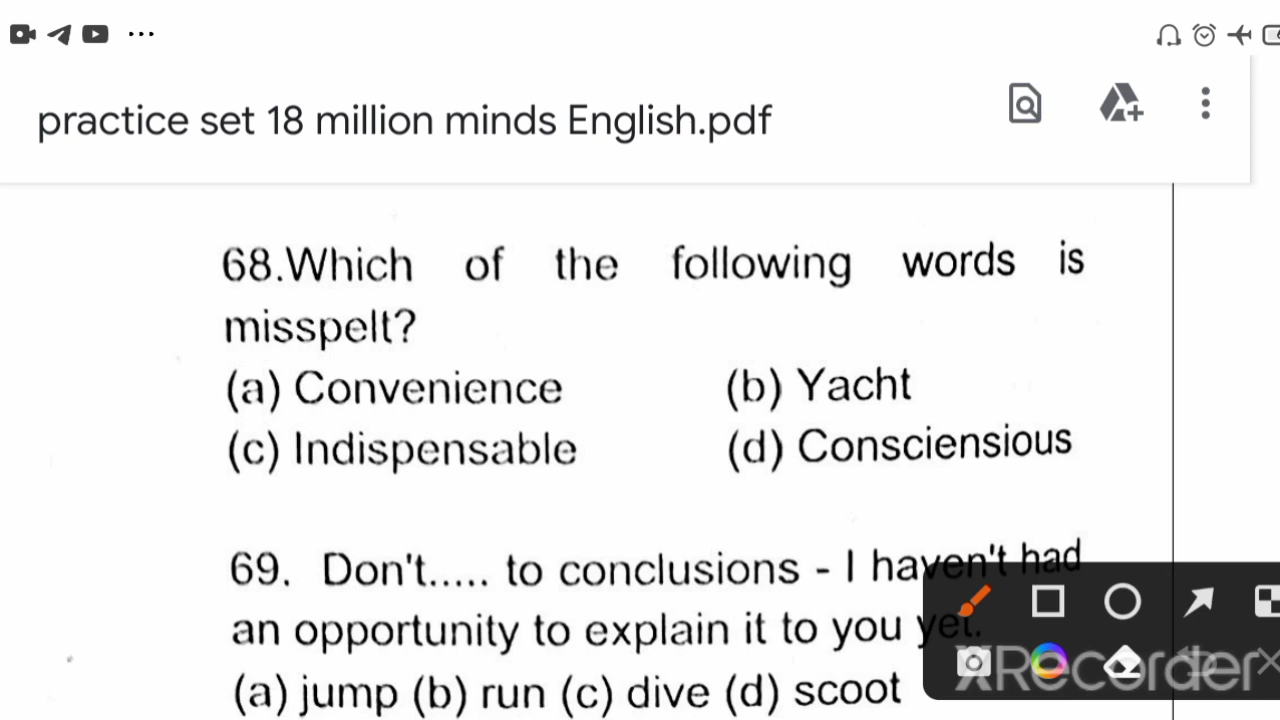 practice set 18 million minds English.pdf
68.Which of the following words is
misspelt?
(a) Convenience (b) Yacht
(c) Indispensable (d) Consciensious
69. Don't..... to conclusions - I haven't had
an opportunity to explain it to you yet.
(a) jump (b) run (c) dive (d) scoot
XRecorder